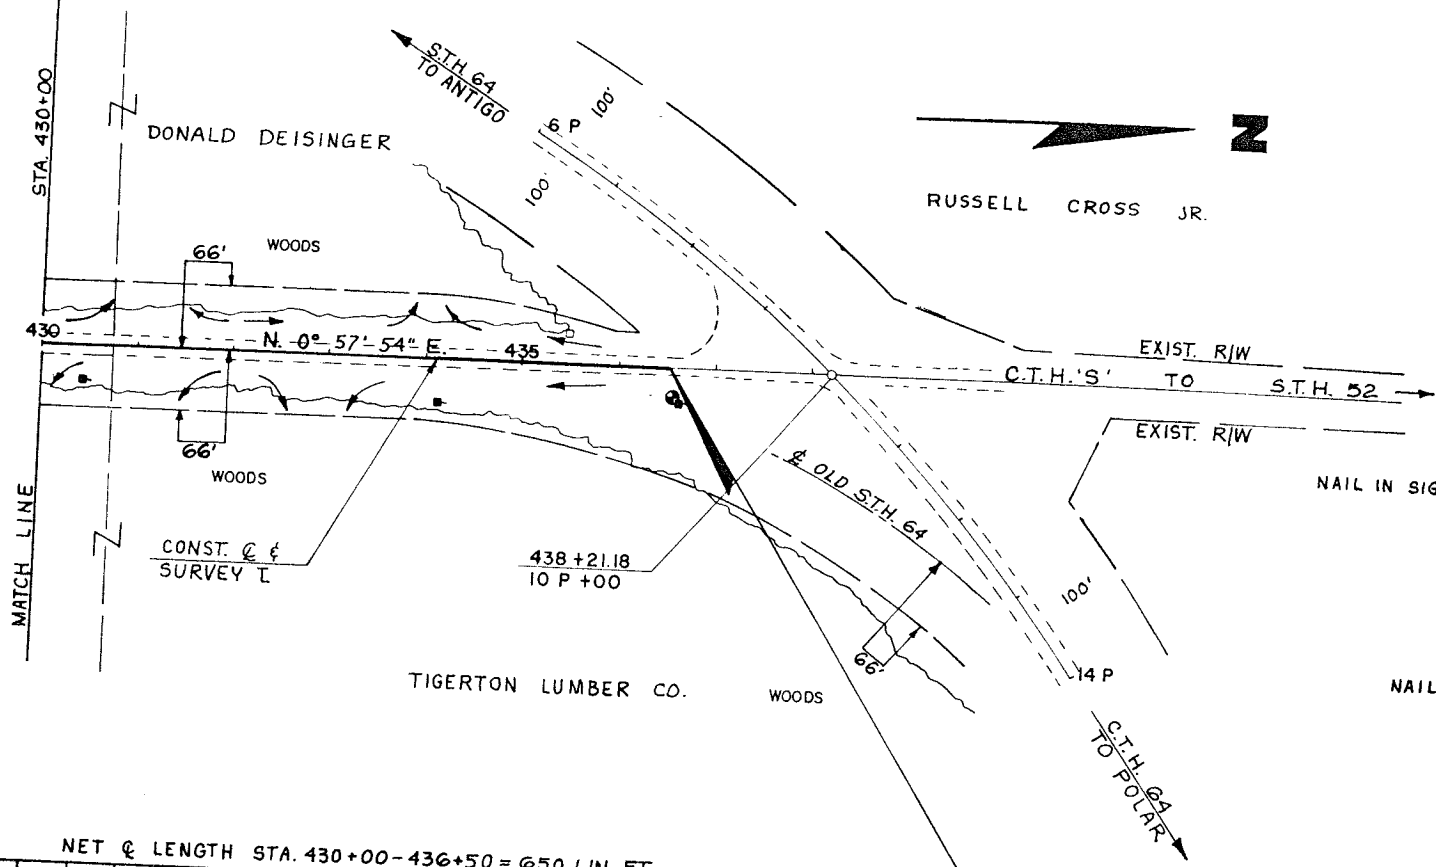 STA. 430+00
DONALD DEISINGER
S.T.H. 64
TO ANTIGO
6 P
100'
100'
N
RUSSELL CROSS JR.
WOODS
66'
430
N. 0° 57' 54" E.
435
EXIST. R/W
C.T.H. 'S' TO S.T.H. 52
EXIST. R/W
66'
WOODS
MATCH LINE
CONST. ℄ &
SURVEY
438+21.18
10 P +00
℄ OLD S.T.H. 64
NAIL IN SIG
100'
66'
14 P
TIGERTON LUMBER CO.
WOODS
NAIL
C.T.H. 64
TO POLAR
NET ℄ LENGTH STA. 430+00-436+50 = 650 LIN. FT.